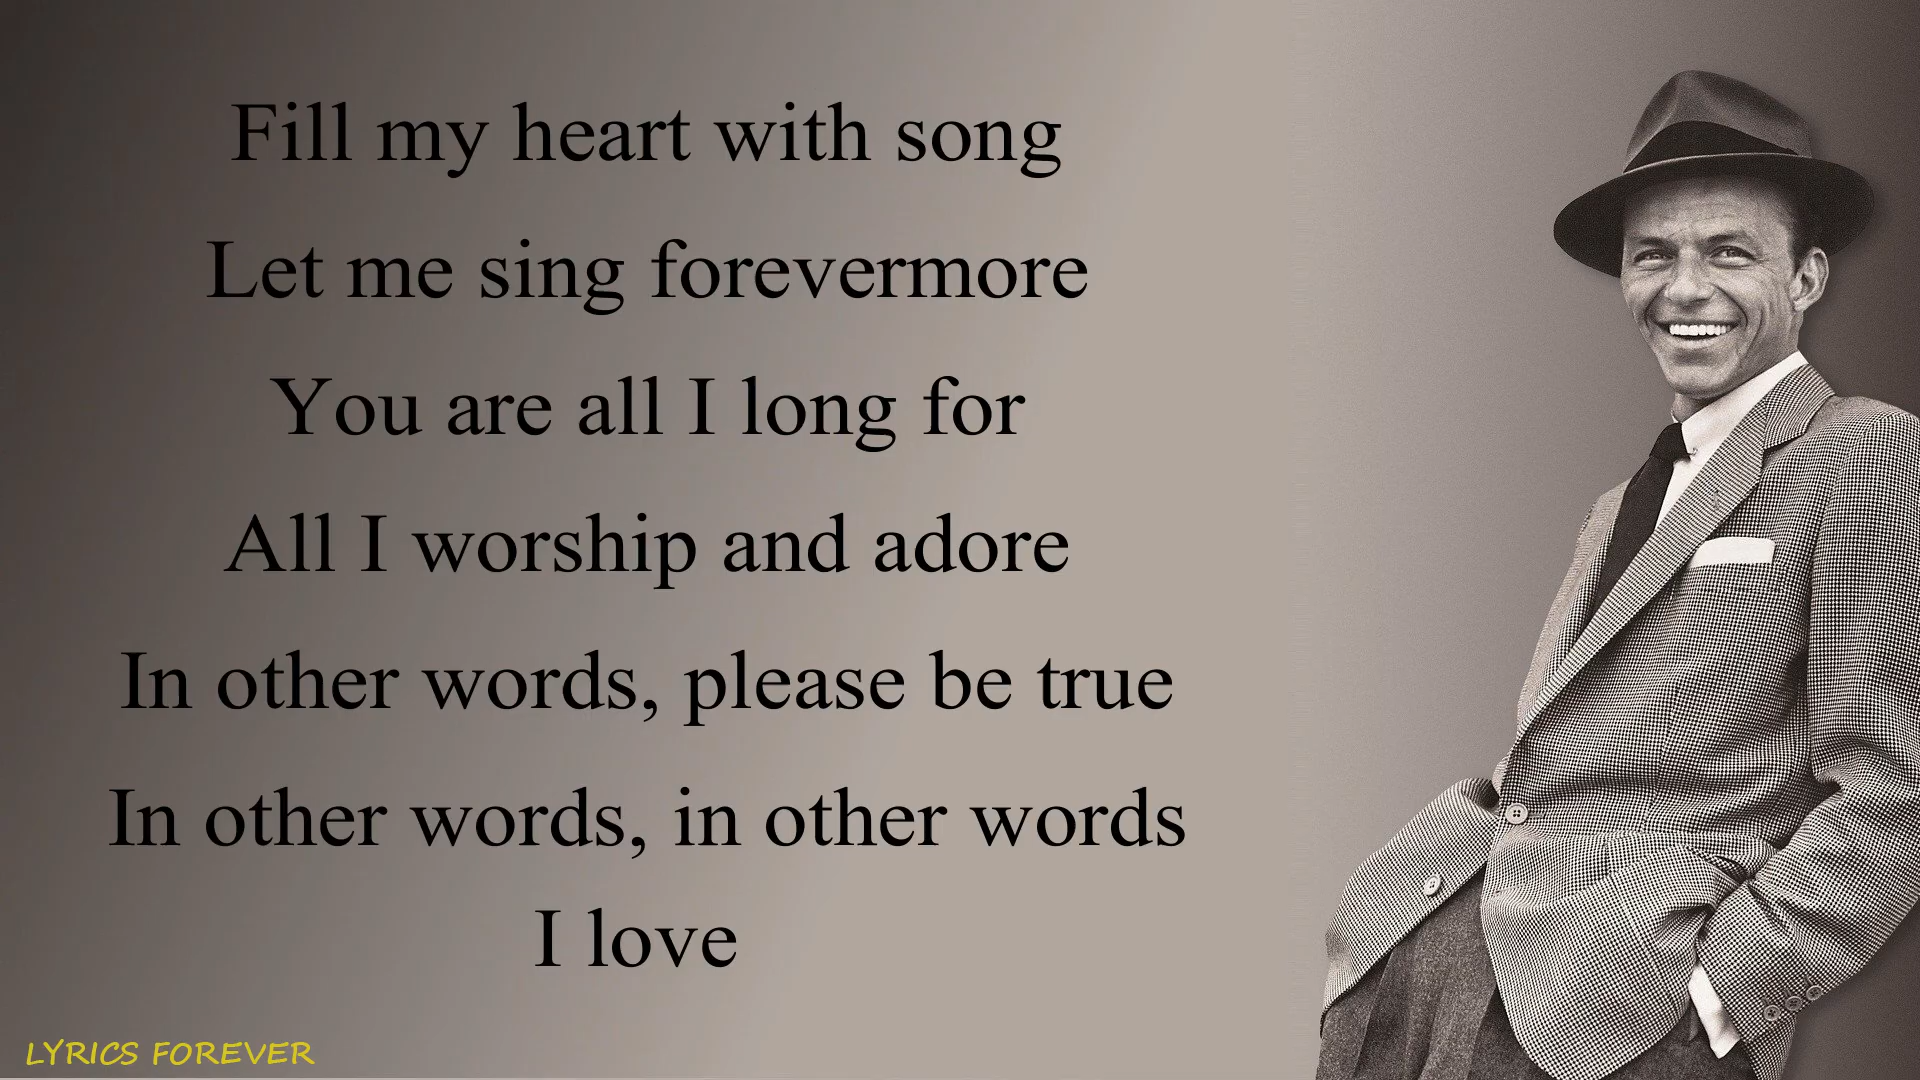 Fill my heart with song
Let me sing forevermore
You are all I long for
All I worship and adore
In other words, please be true
In other words, in other words
I love
LYRICS FOREVER